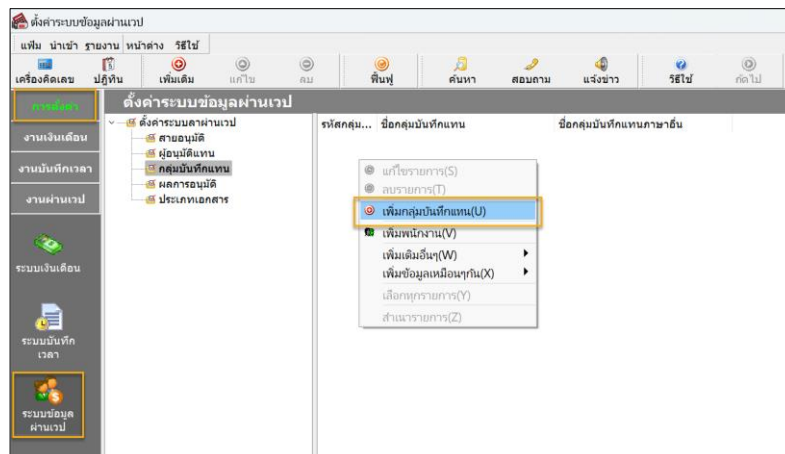 ตั้งค่าระบบข้อมูลผ่านเวป
แฟ้ม นำเข้า รายงาน หน้าต่าง วิธีใช้
เครื่องคิดเลข ปฏิทิน เพิ่มเติม แก้ไข ลบ ฟื้นฟู ค้นหา สอบถาม แจ้งข่าว วิธีใช้ ถัดไป
การตั้งค่า
ตั้งค่าระบบข้อมูลผ่านเวป
งานเงินเดือน
งานบันทึกเวลา
งานผ่านเวป
ระบบเงินเดือน
ระบบบันทึก
เวลา
ระบบข้อมูล
ผ่านเวป
ตั้งค่าระบบลาผ่านเวป
สายอนุมัติ
ผู้อนุมัติแทน
กลุ่มบันทึกแทน
ผลการอนุมัติ
ประเภทเอกสาร
รหัสกลุ่ม... ชื่อกลุ่มบันทึกแทน ชื่อกลุ่มบันทึกแทนภาษาอื่น
แก้ไขรายการ(S)
ลบรายการ(T)
เพิ่มกลุ่มบันทึกแทน(U)
เพิ่มพนักงาน(V)
เพิ่มเติมอื่นๆ(W)
เพิ่มข้อมูลเหมือนๆกัน(X)
เลือกทุกรายการ(Y)
สำเนารายการ(Z)